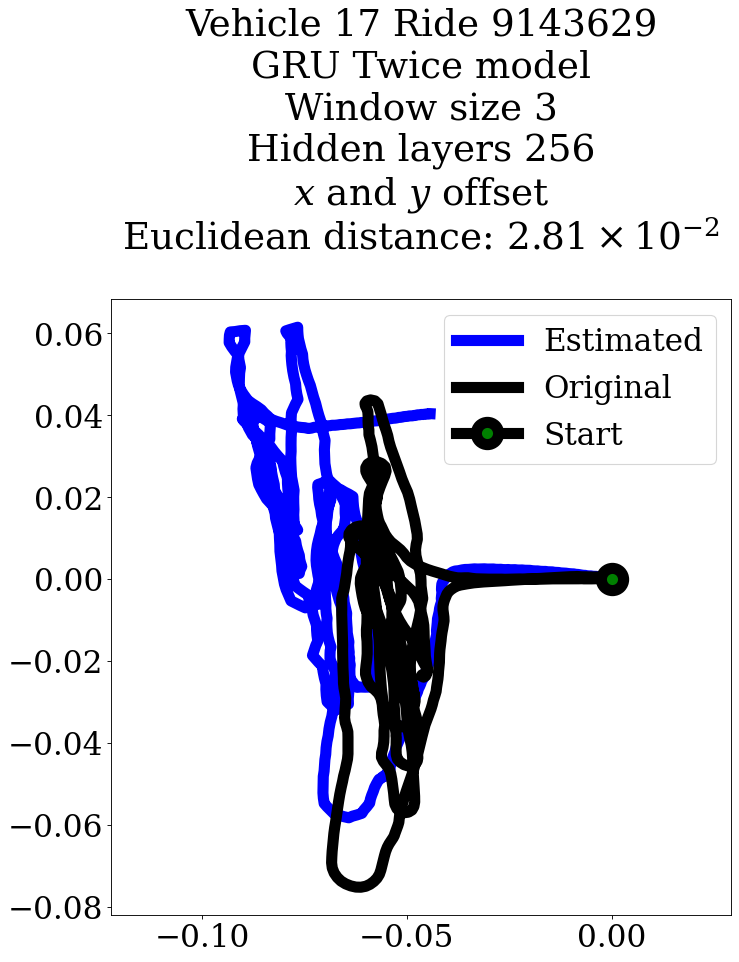 Vehicle 17 Ride 9143629
GRU Twice model
Window size 3
Hidden layers 256
x and y offset
Euclidean distance: 2.81 × 10⁻²
Estimated
Original
Start
0.06
0.04
0.02
0.00
−0.02
−0.04
−0.06
−0.08
−0.10
−0.05
0.00